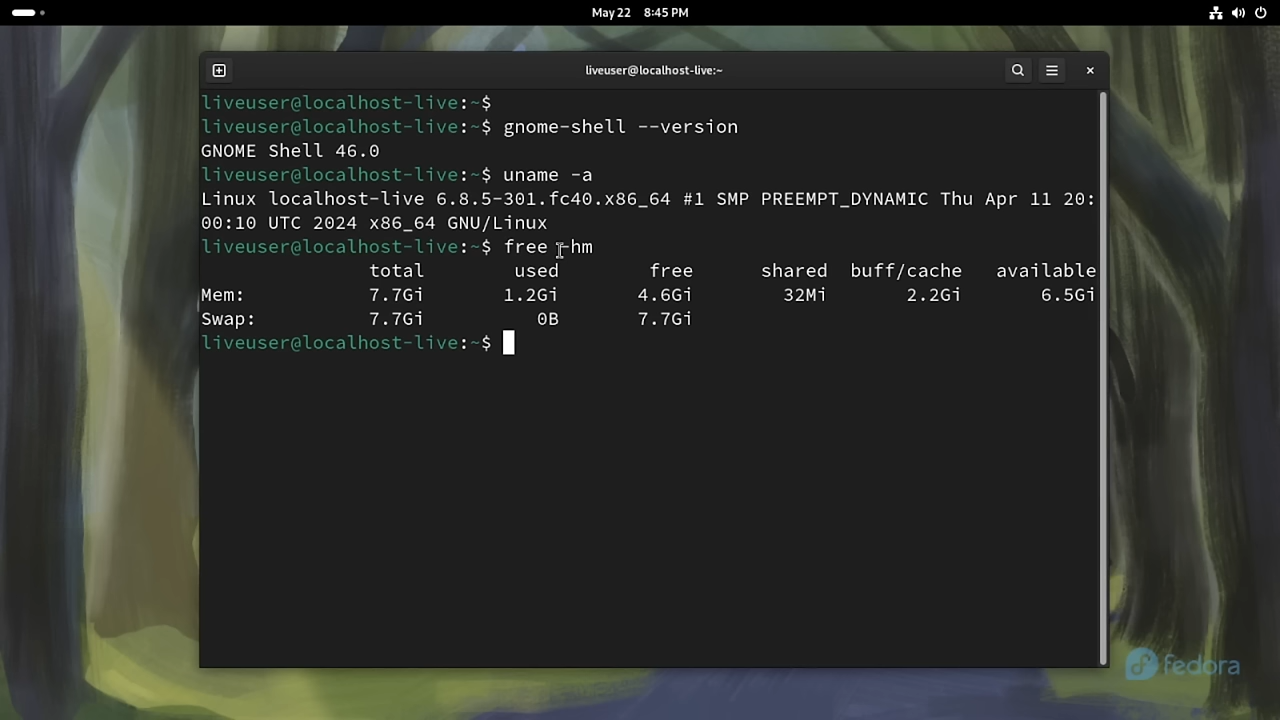 May 22 8:45 PM
liveuser@localhost-live:~
liveuser@localhost-live:~$
liveuser@localhost-live:~$ gnome-shell --version
GNOME Shell 46.0
liveuser@localhost-live:~$ uname -a
Linux localhost-live 6.8.5-301.fc40.x86_64 #1 SMP PREEMPT_DYNAMIC Thu Apr 11 20:
00:10 UTC 2024 x86_64 GNU/Linux
liveuser@localhost-live:~$ free -hm
total used free shared buff/cache available
Mem: 7.7Gi 1.2Gi 4.6Gi 32Mi 2.2Gi 6.5Gi
Swap: 7.7Gi 0B 7.7Gi
liveuser@localhost-live:~$
fedora